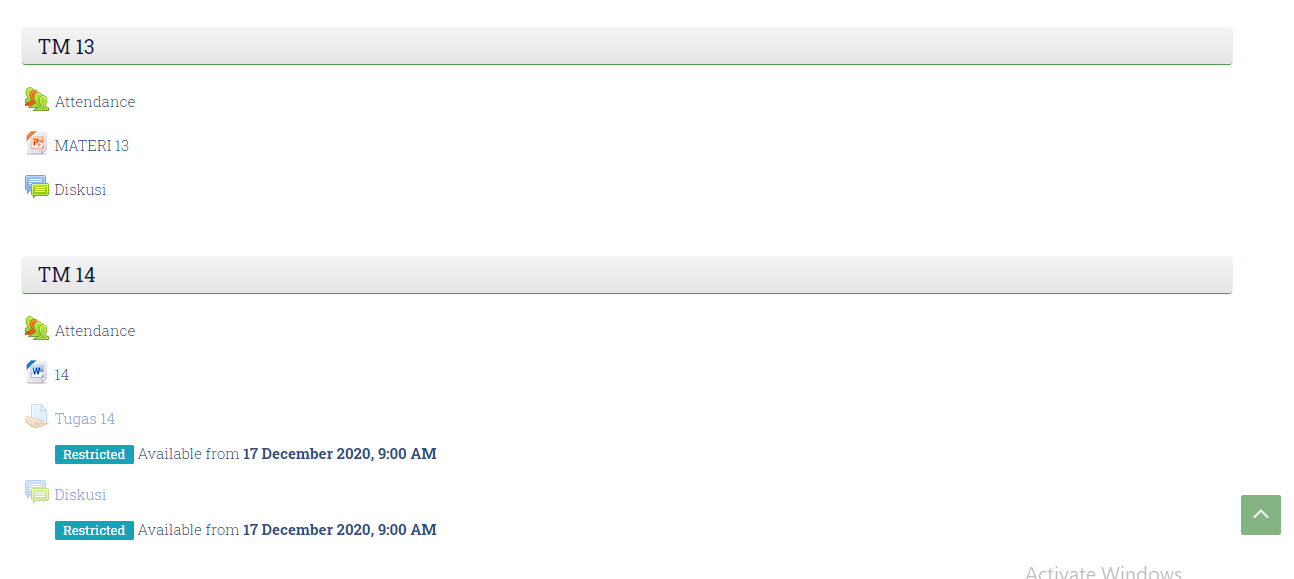 TM 13
Attendance
MATERI 13
Diskusi
TM 14
Attendance
14
Tugas 14
Restricted Available from 17 December 2020, 9:00 AM
Diskusi
Restricted Available from 17 December 2020, 9:00 AM
Activate Windows